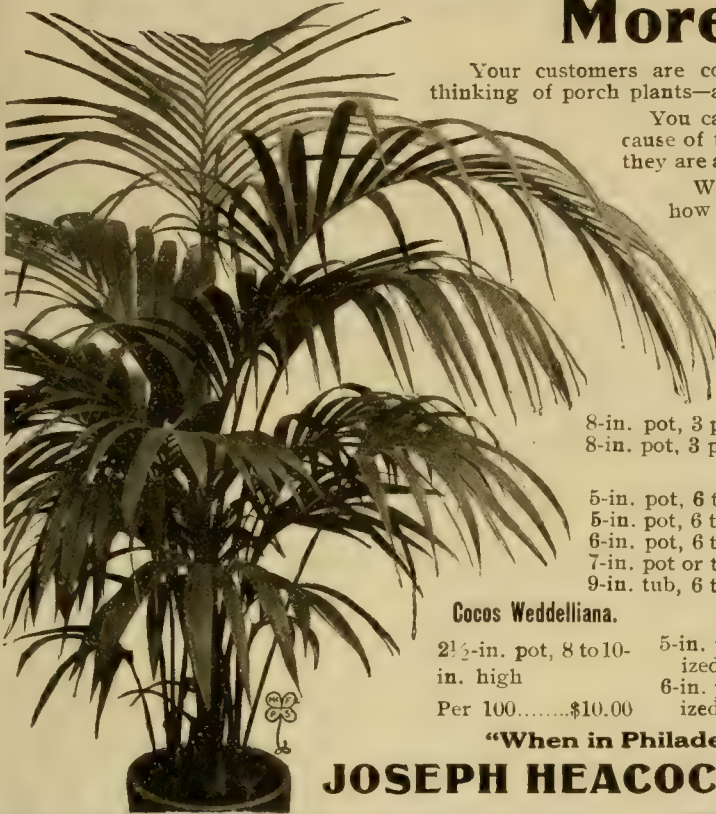 More
Your customers are co
thinking of porch plants—a
You ca
cause of t
they are a
W
how
8-in. pot, 3 p
8-in. pot, 3 p
5-in. pot, 6 t
5-in. pot, 6 t
6-in. pot, 6 t
7-in. pot or t
9-in. tub, 6 t
Cocos Weddelliana.
2½-in. pot, 8 to 10-
in. high
Per 100........$10.00
5-in.
ized
6-in.
ized
McF
P S
"When in Philade
JOSEPH HEACOC